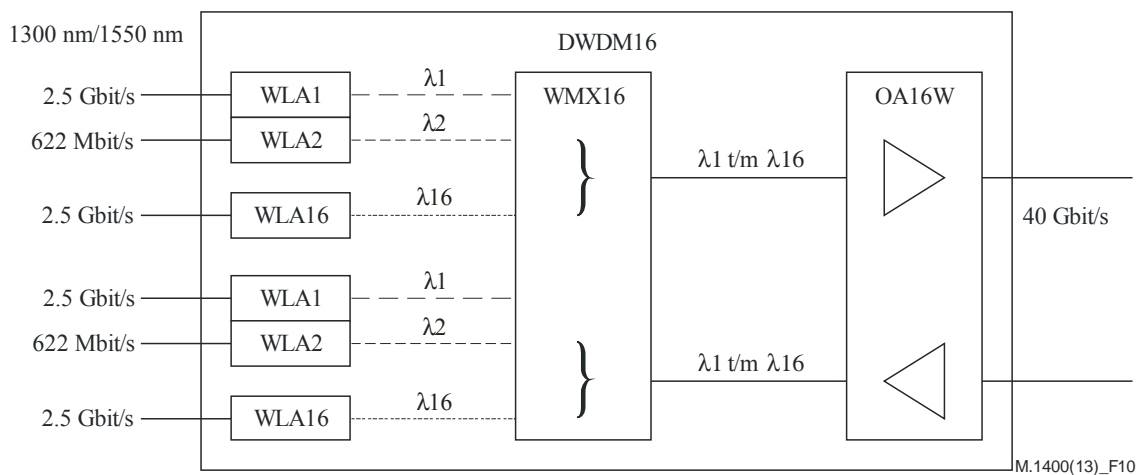 1300 nm/1550 nm
DWDM16
2.5 Gbit/s WLA1 λ1 WMX16 OA16W
622 Mbit/s WLA2 λ2
λ1 t/m λ16
2.5 Gbit/s WLA16 λ16 40 Gbit/s
2.5 Gbit/s WLA1 λ1
622 Mbit/s WLA2 λ2
λ1 t/m λ16
2.5 Gbit/s WLA16 λ16
M.1400(13)_F10